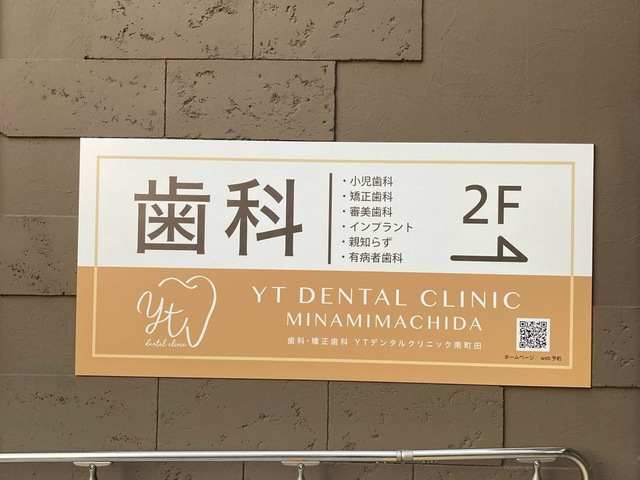 歯科
・小児歯科
・矯正歯科
・審美歯科
・インプラント
・親知らず
・有病者歯科
2F
yt
dental clinic
YT DENTAL CLINIC
MINAMIMACHIDA
歯科・矯正歯科 YTデンタルクリニック南町田
ホームページ/web予約